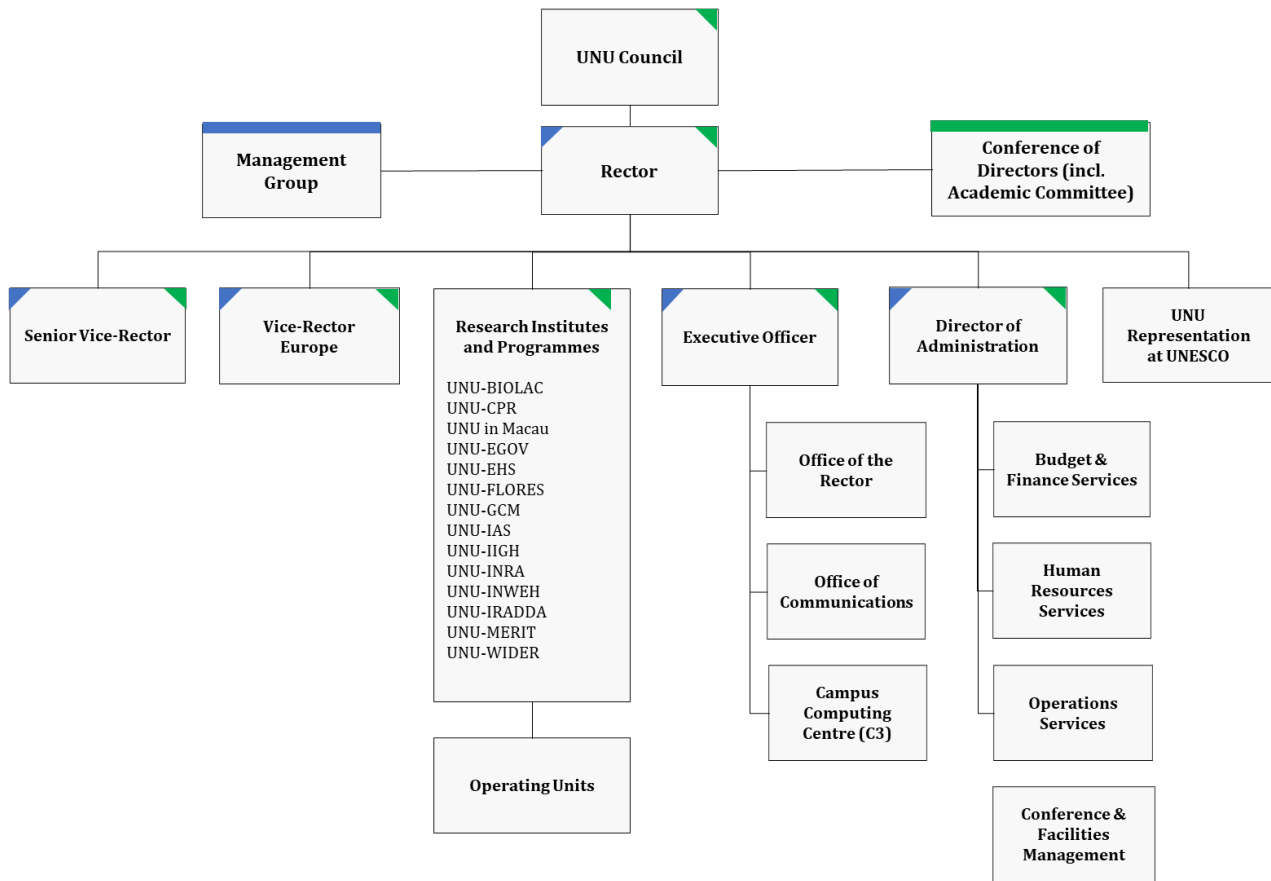 UNU Council
Management
Group
Rector
Conference of
Directors (incl.
Academic Committee)
Senior Vice-Rector
Vice-Rector
Europe
Research Institutes
and Programmes
UNU-BIOLAC
UNU-CPR
UNU in Macau
UNU-EGOV
UNU-EHS
UNU-FLORES
UNU-GCM
UNU-IAS
UNU-IIGH
UNU-INRA
UNU-INWEH
UNU-IRADDA
UNU-MERIT
UNU-WIDER
Operating Units
Executive Officer
Office of the
Rector
Office of
Communications
Campus
Computing
Centre (C3)
Director of
Administration
Budget &
Finance Services
Human
Resources
Services
Operations
Services
Conference &
Facilities
Management
UNU
Representation
at UNESCO